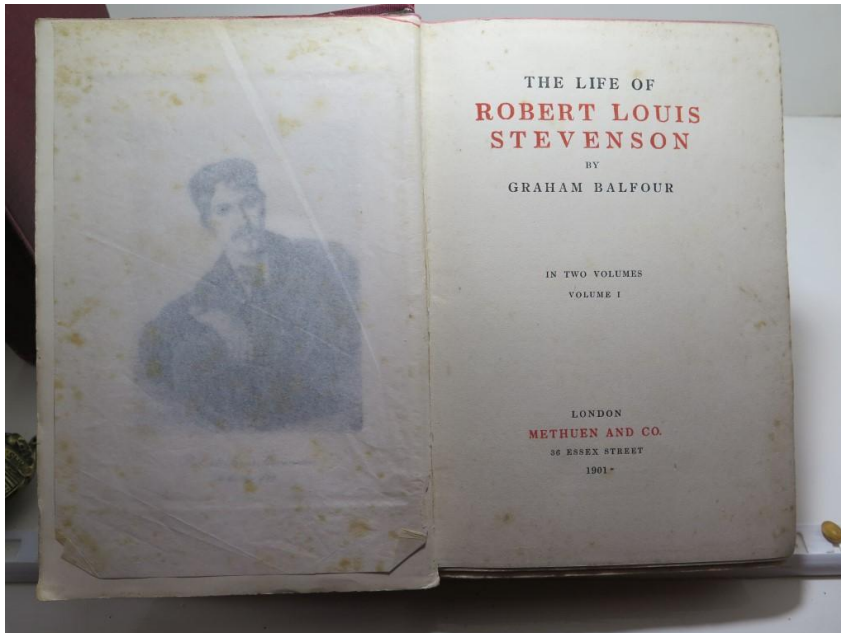 THE LIFE OF
ROBERT LOUIS
STEVENSON
BY
GRAHAM BALFOUR
IN TWO VOLUMES
VOLUME I
LONDON
METHUEN AND CO.
36 ESSEX STREET
1901